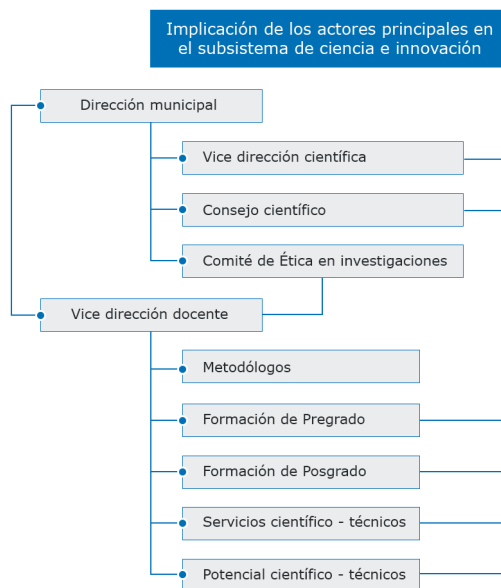 Implicación de los actores principales en
el subsistema de ciencia e innovación
Dirección municipal
Vice dirección científica
Consejo científico
Comité de Ética en investigaciones
Vice dirección docente
Metodólogos
Formación de Pregrado
Formación de Posgrado
Servicios científico - técnicos
Potencial científico - técnicos